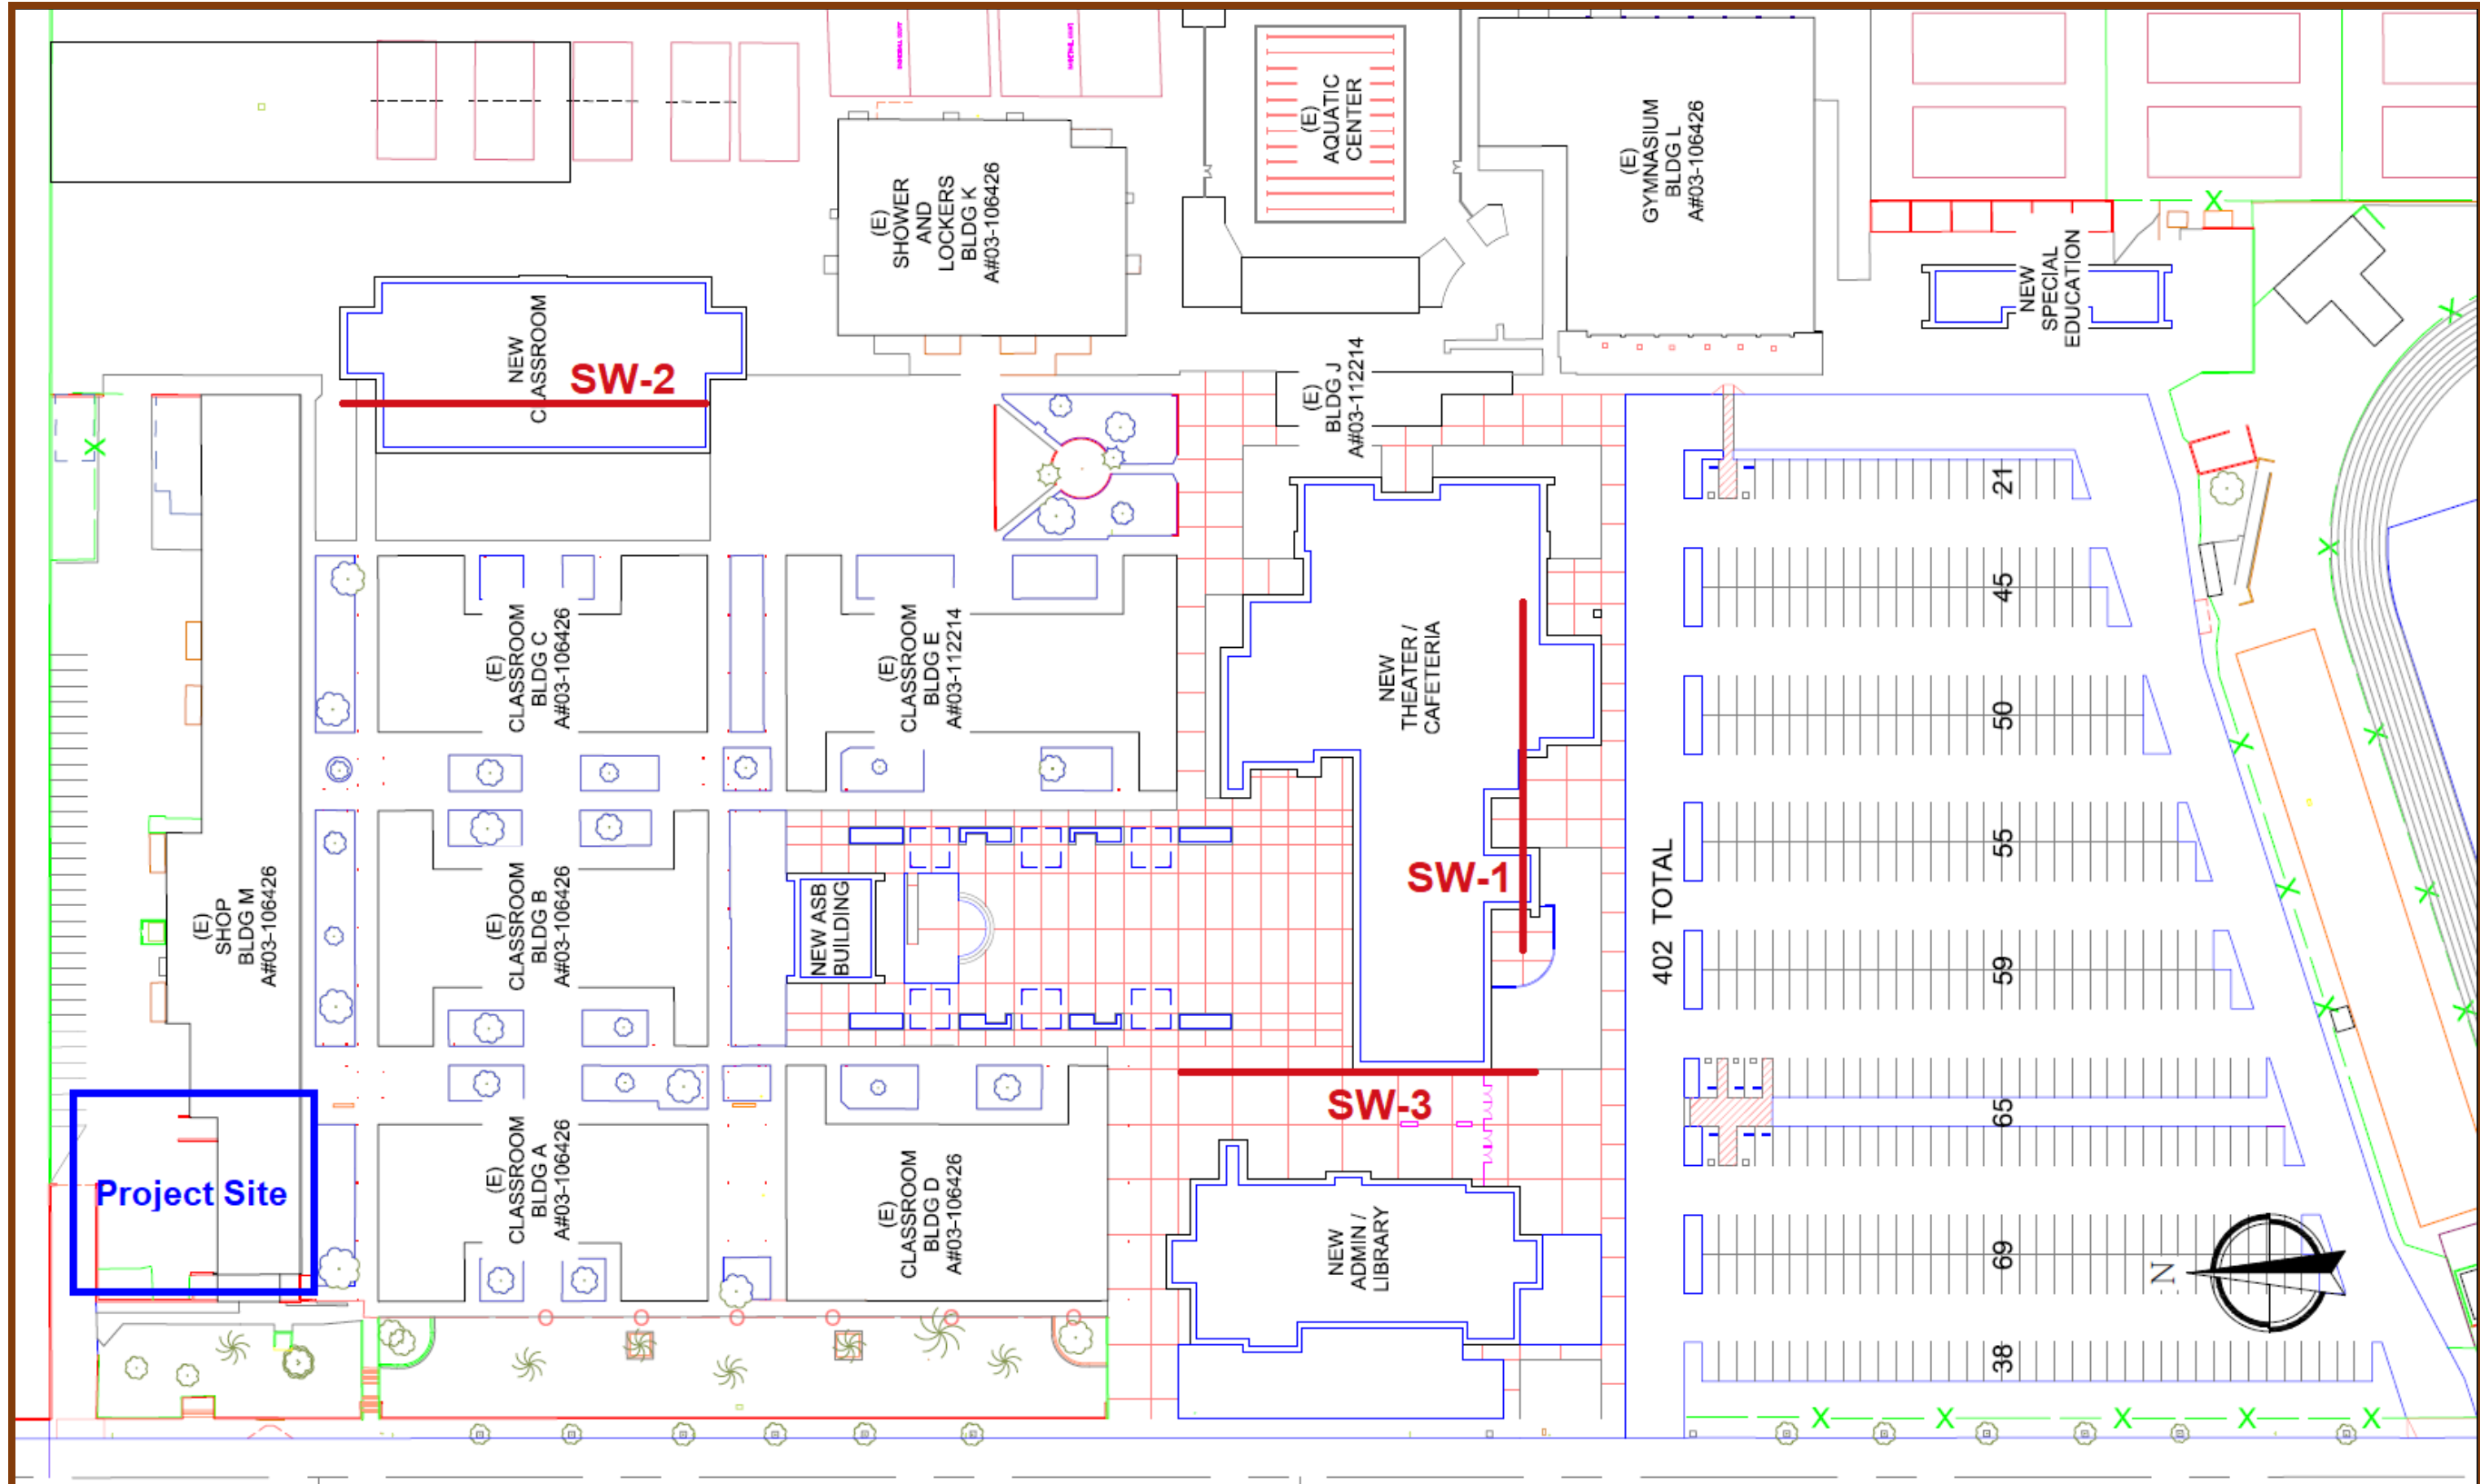 (E)
AQUATIC
CENTER
(E)
GYMNASIUM
BLDG L
A#03-106426
(E)
SHOWER
AND
LOCKERS
BLDG K
A#03-106426
NEW
SPECIAL
EDUCATION
NEW
CLASSROOM
SW-2
(E)
BLDG J
A#03-112214
21
45
50
55
59
65
69
38
402 TOTAL
(E)
CLASSROOM
BLDG C
A#03-106426
(E)
CLASSROOM
BLDG E
A#03-112214
NEW
THEATER /
CAFETERIA
SW-1
(E)
SHOP
BLDG M
A#03-106426
(E)
CLASSROOM
BLDG B
A#03-106426
NEW ASB
BUILDING
SW-3
Project Site
(E)
CLASSROOM
BLDG A
A#03-106426
(E)
CLASSROOM
BLDG D
A#03-106426
NEW
ADMIN /
LIBRARY
N